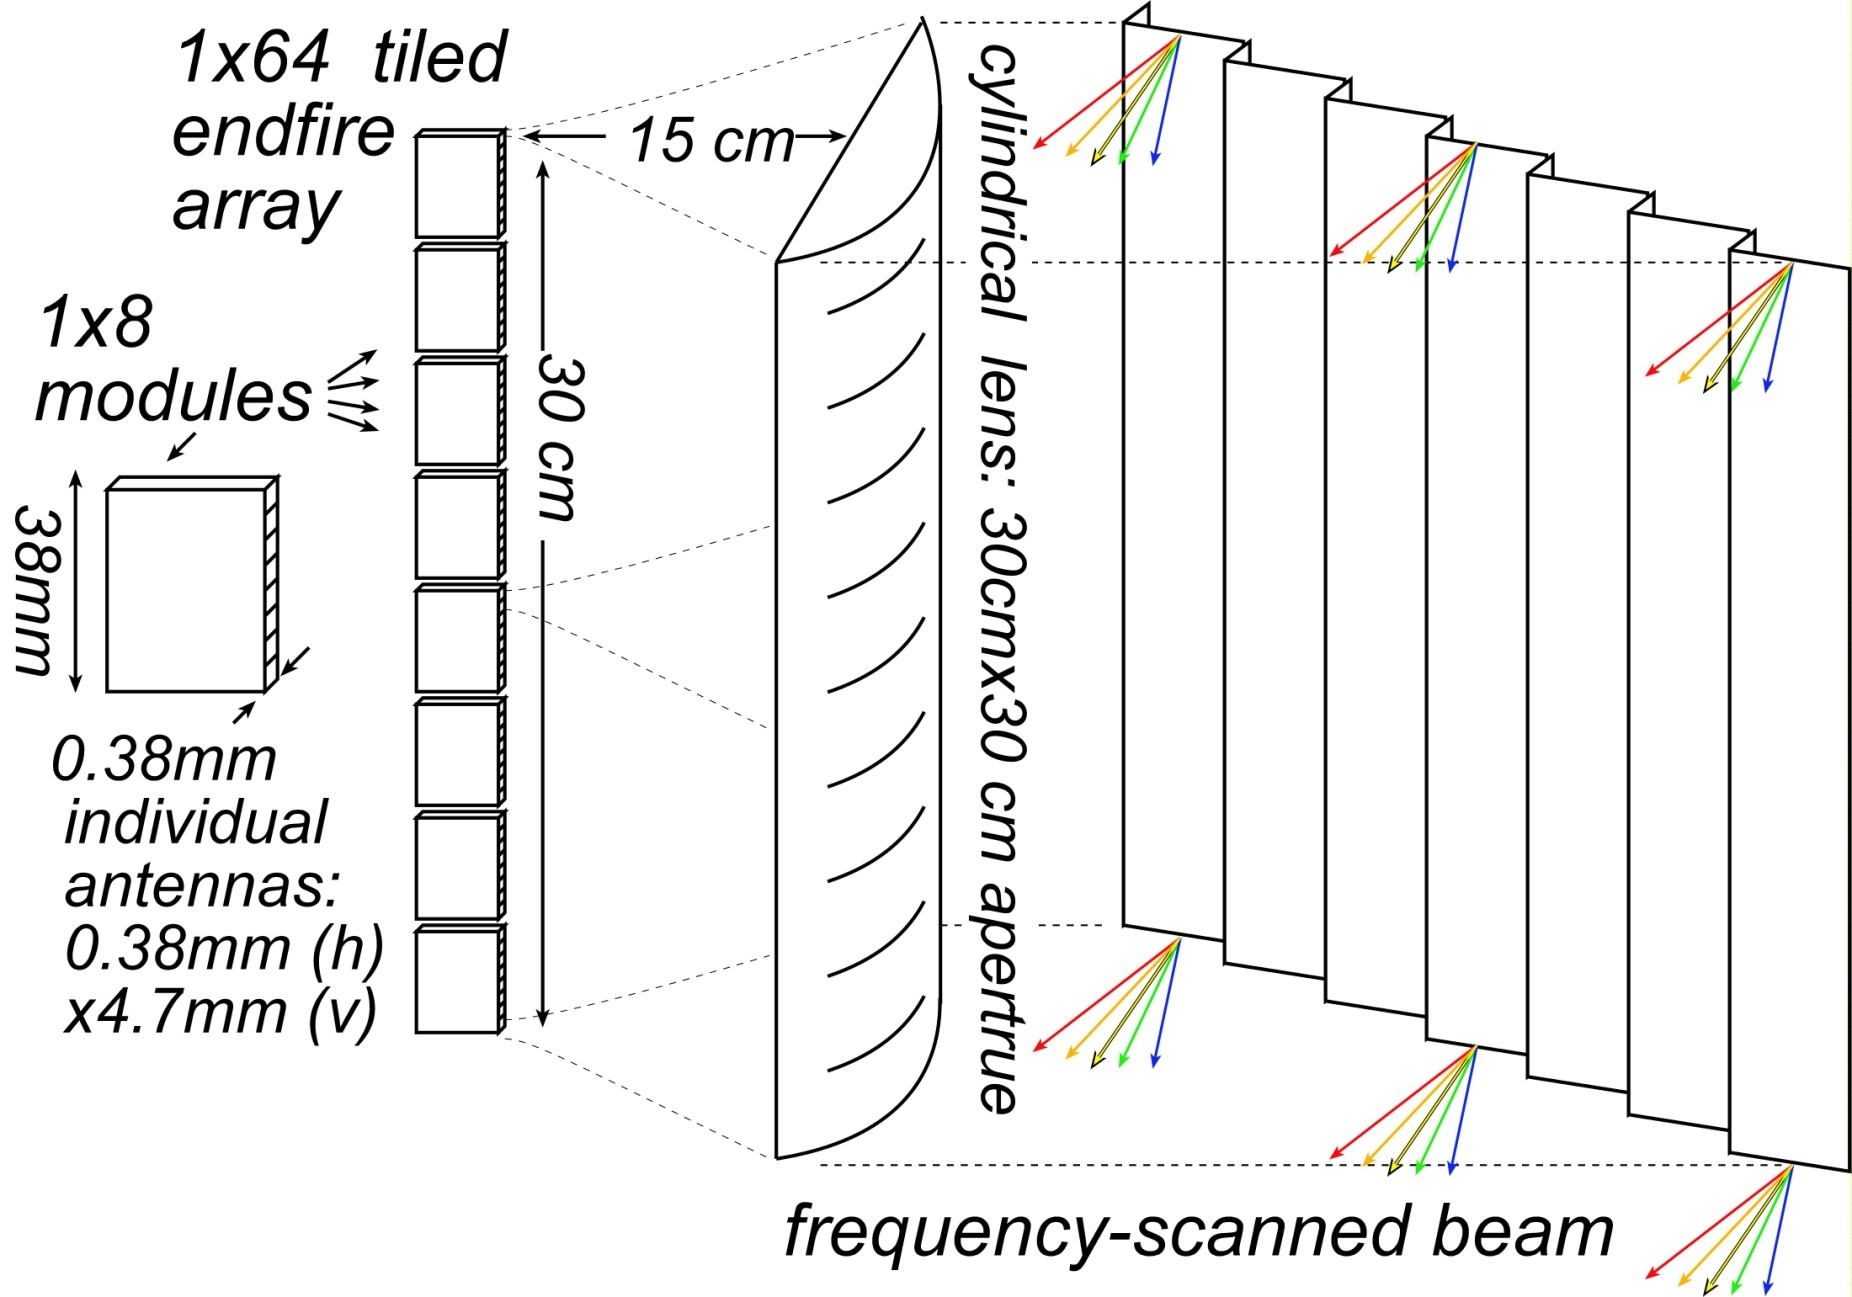 1x64 tiled
endfire
array
15 cm
1x8
modules
30 cm
38mm
0.38mm
individual
antennas:
0.38mm (h)
x4.7mm (v)
cylindrical lens: 30cmx30 cm apertrue
frequency-scanned beam